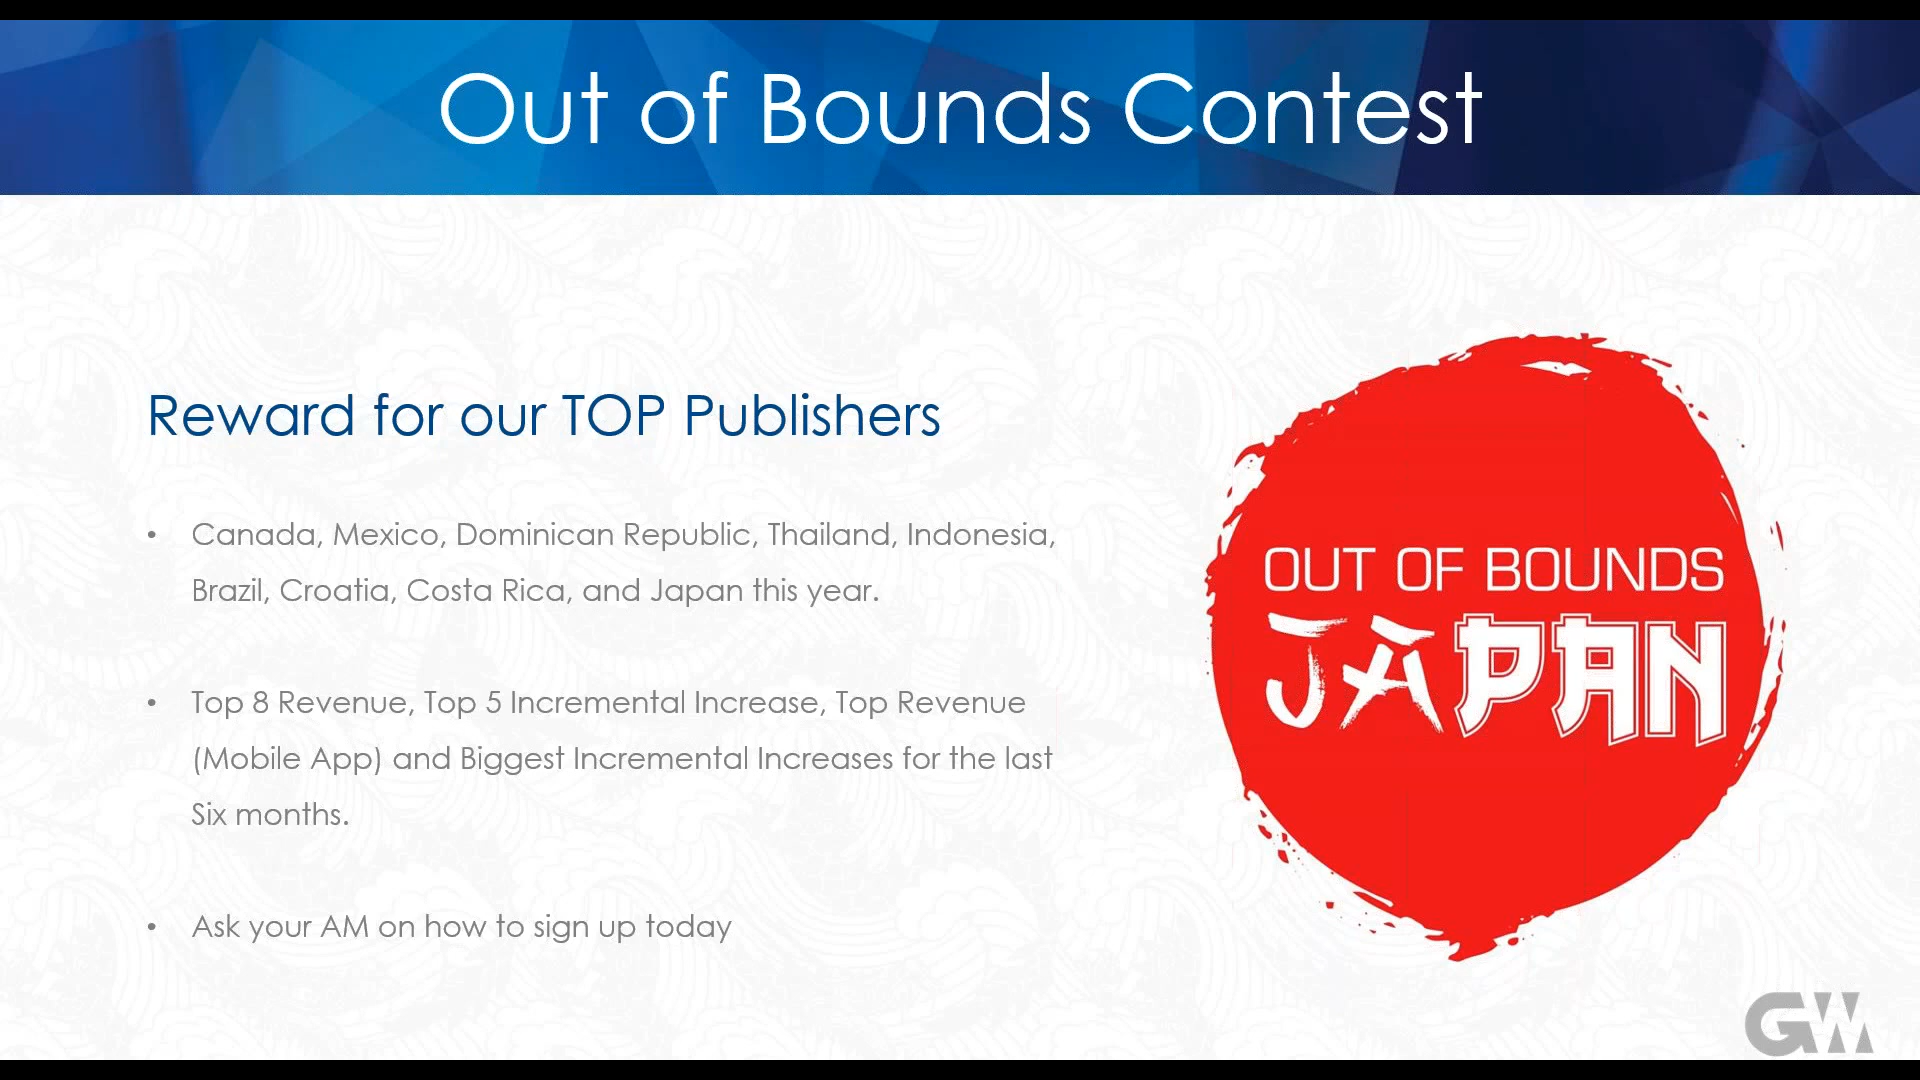 Out of Bounds Contest
Reward for our TOP Publishers
• Canada, Mexico, Dominican Republic, Thailand, Indonesia,
Brazil, Croatia, Costa Rica, and Japan this year.
• Top 8 Revenue, Top 5 Incremental Increase, Top Revenue
(Mobile App) and Biggest Incremental Increases for the last
Six months.
• Ask your AM on how to sign up today
OUT OF BOUNDS
JAPAN
GWM